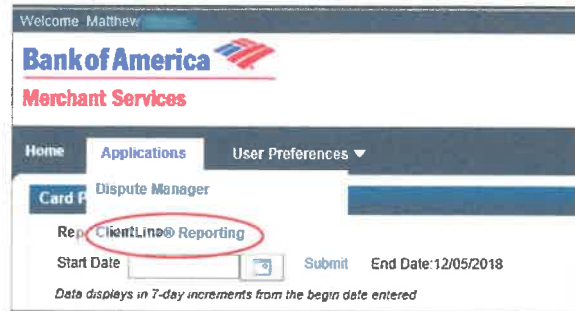 Welcome Matthew
Bank of America
Merchant Services
Home Applications User Preferences
Dispute Manager
Card P
Rep ClientLine® Reporting
Start Date Submit End Date:12/05/2018
Data displays in 7-day increments from the begin date entered